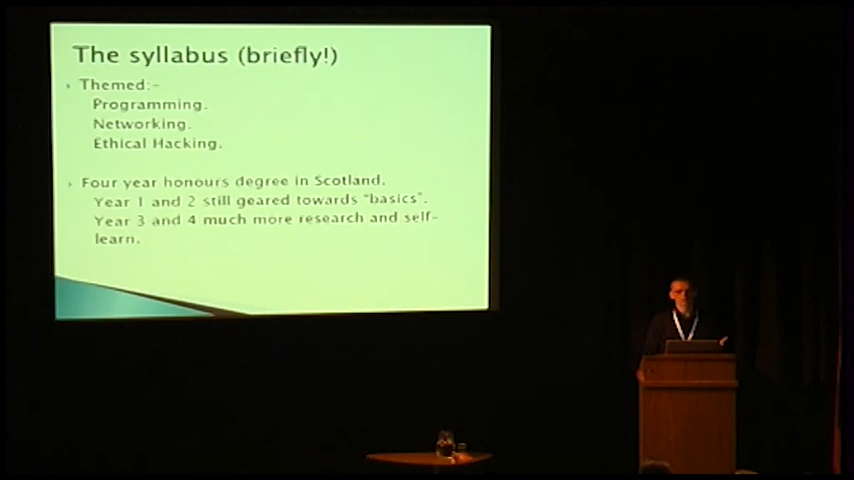 The syllabus (briefly!)
Themed:-
Programming.
Networking.
Ethical Hacking.
Four year honours degree in Scotland.
Year 1 and 2 still geared towards “basics”.
Year 3 and 4 much more research and self-
learn.